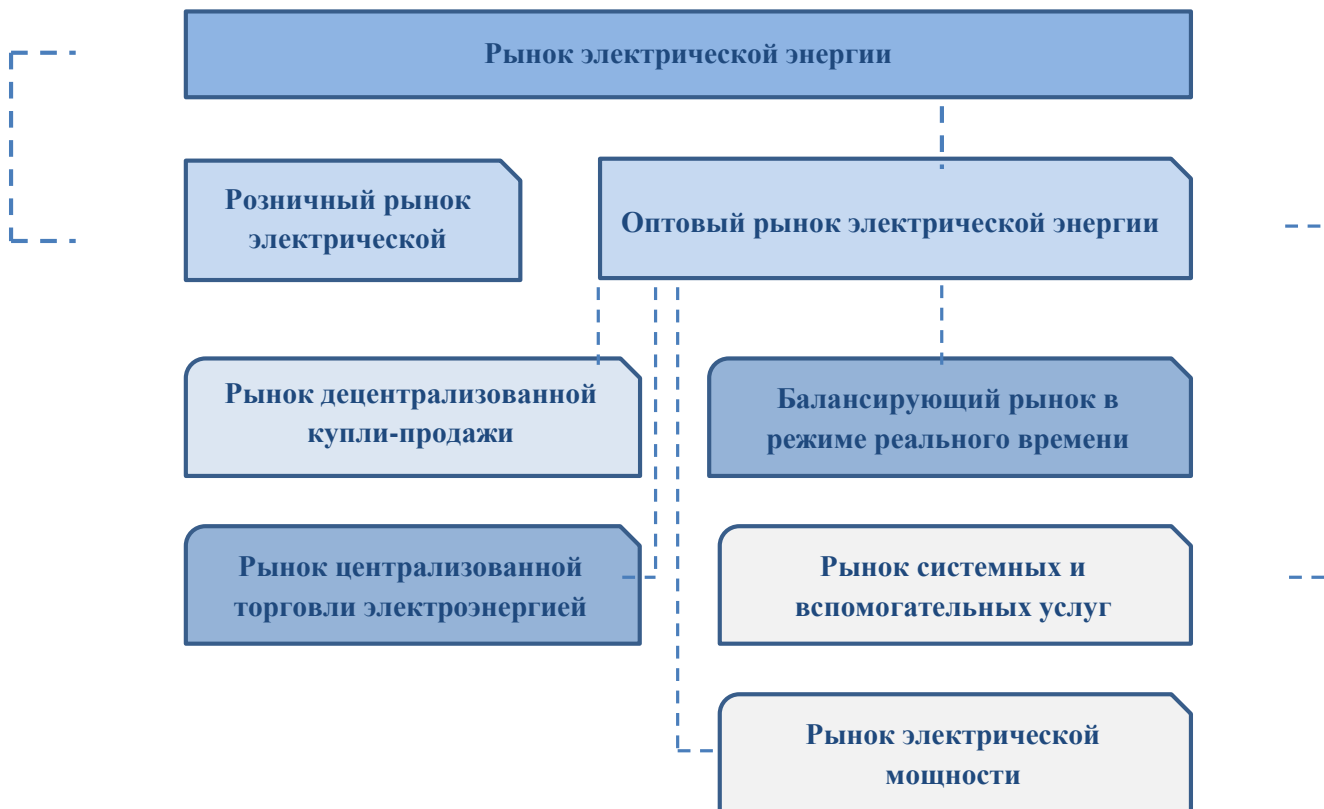 Рынок электрической энергии
Розничный рынок
электрической
Оптовый рынок электрической энергии
Рынок децентрализованной
купли-продажи
Балансирующий рынок в
режиме реального времени
Рынок централизованной
торговли электроэнергией
Рынок системных и
вспомогательных услуг
Рынок электрической
мощности